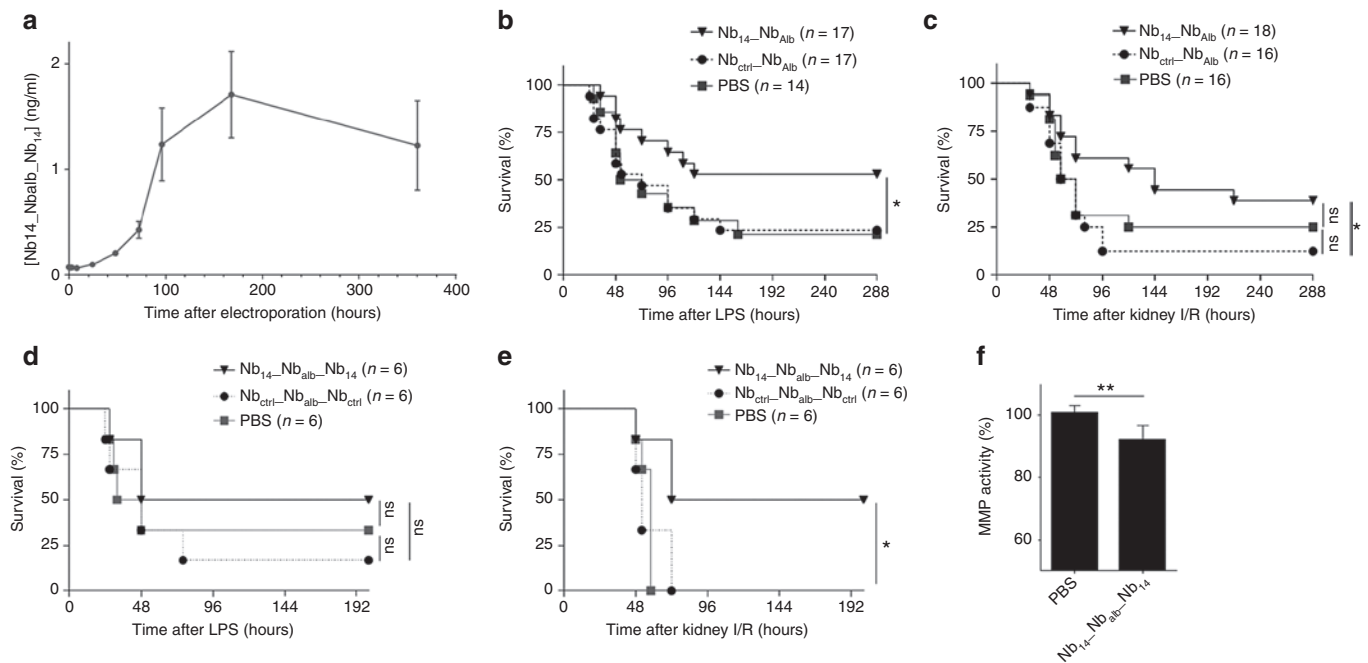 a
[Nb14_Nbalb_Nb14] (ng/ml)
2
1
0
0 100 200 300 400
Time after electroporation (hours)
b
Nb14_NbAlb (n = 17)
Nbctrl_NbAlb (n = 17)
PBS (n = 14)
Survival (%)
100
75
50
25
0
0 48 96 144 192 240 288
Time after LPS (hours)
*
c
Nb14_NbAlb (n = 18)
Nbctrl_NbAlb (n = 16)
PBS (n = 16)
Survival (%)
100
75
50
25
0
0 48 96 144 192 240 288
Time after kidney I/R (hours)
ns
ns
*
d
Nb14_Nbalb_Nb14 (n = 6)
Nbctrl_Nbalb_Nbctrl (n = 6)
PBS (n = 6)
Survival (%)
100
75
50
25
0
0 48 96 144 192
Time after LPS (hours)
ns
ns
ns
e
Nb14_Nbalb_Nb14 (n = 6)
Nbctrl_Nbalb_Nbctrl (n = 6)
PBS (n = 6)
Survival (%)
100
75
50
25
0
0 48 96 144 192
Time after kidney I/R (hours)
*
f
**
MMP activity (%)
100
80
60
PBS
Nb14_Nbalb_Nb14